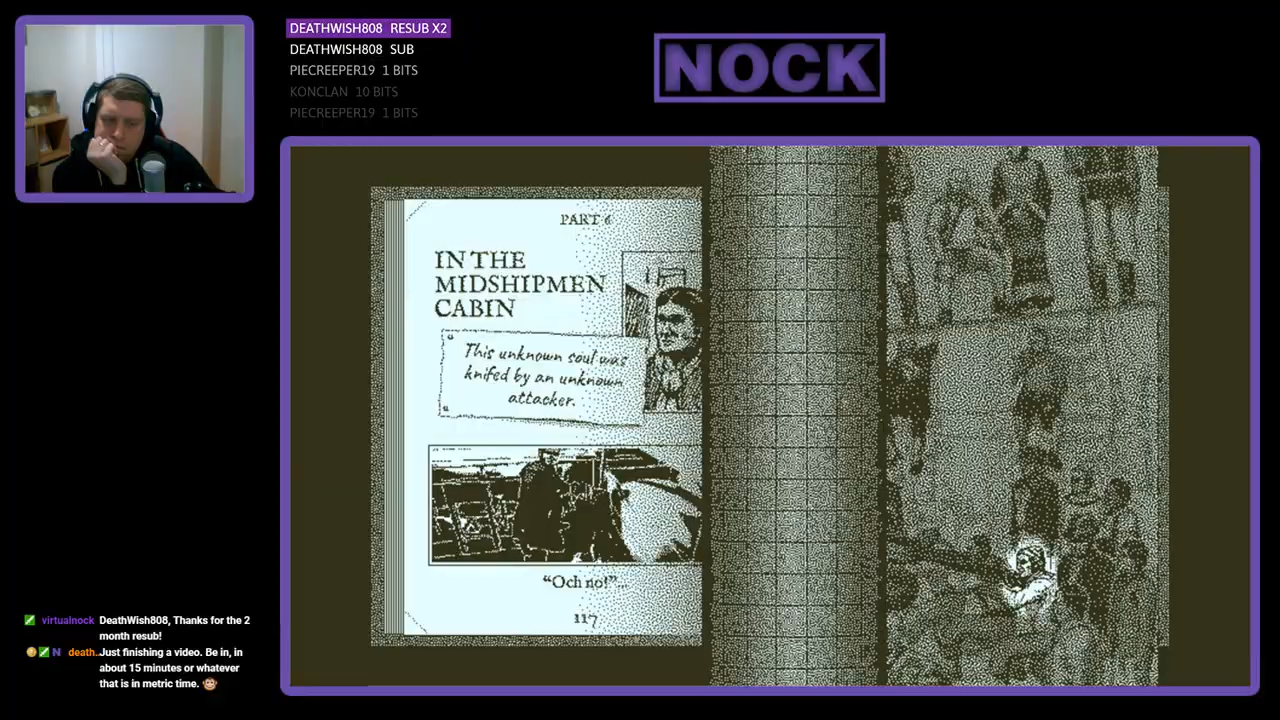 DEATHWISH808 RESUB X2
DEATHWISH808 SUB
PIECREEPER19 1 BITS
KONCLAN 10 BITS
PIECREEPER19 1 BITS
NOCK
PART 6
IN THE
MIDSHIPMEN
CABIN
"
This unknown soul was
knifed by an unknown
attacker.
"
"Och no!"...
117
virtualnock DeathWish808, Thanks for the 2
month resub!
N death..Just finishing a video. Be in, in
about 15 minutes or whatever
that is in metric time.